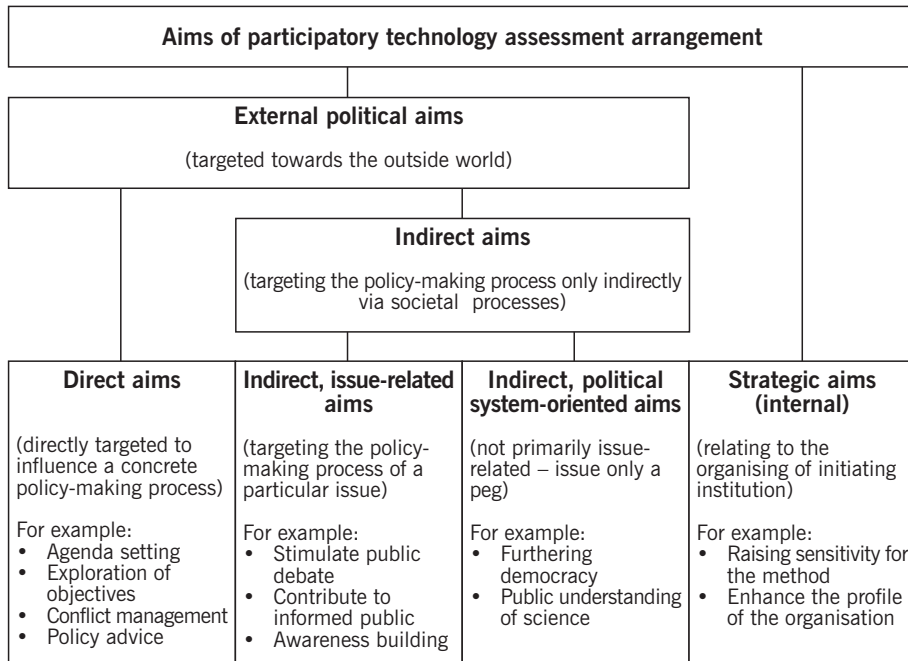 Aims of participatory technology assessment arrangement
External political aims
(targeted towards the outside world)
Indirect aims
(targeting the policy-making process only indirectly
via societal processes)
Direct aims
(directly targeted to
influence a concrete
policy-making process)
For example:
• Agenda setting
• Exploration of
objectives
• Conflict management
• Policy advice
Indirect, issue-related
aims
(targeting the policy-
making process of a
particular issue)
For example:
• Stimulate public
debate
• Contribute to
informed public
• Awareness building
Indirect, political
system-oriented aims
(not primarily issue-
related – issue only a
peg)
For example:
• Furthering
democracy
• Public understanding
of science
Strategic aims
(internal)
(relating to the
organising of initiating
institution)
For example:
• Raising sensitivity for
the method
• Enhance the profile
of the organisation